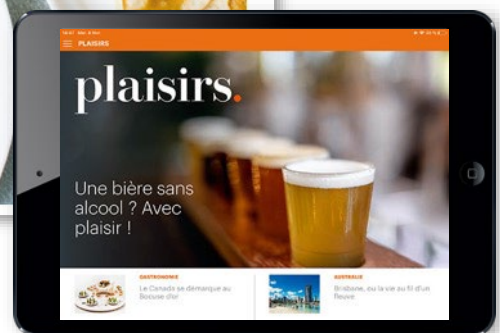 PLAISIRS
plaisirs.
Une bière sans
alcool ? Avec
plaisir !
GASTRONOMIE
Le Canada se démarque au
Bocuse d'or
AUSTRALIE
Brisbane, ou la vie au fil d'un
fleuve